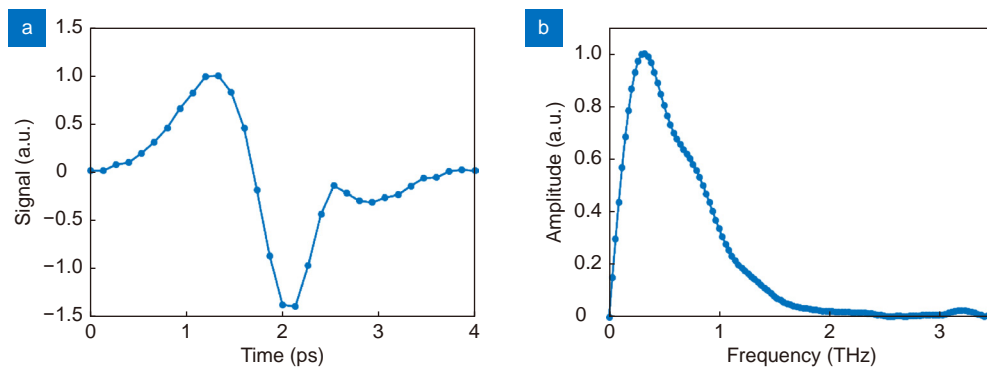 a
1.5
1.0
0.5
0
−0.5
−1.0
−1.5
0 1 2 3 4
Signal (a.u.)
Time (ps)
b
1.0
0.8
0.6
0.4
0.2
0
0 1 2 3
Amplitude (a.u.)
Frequency (THz)